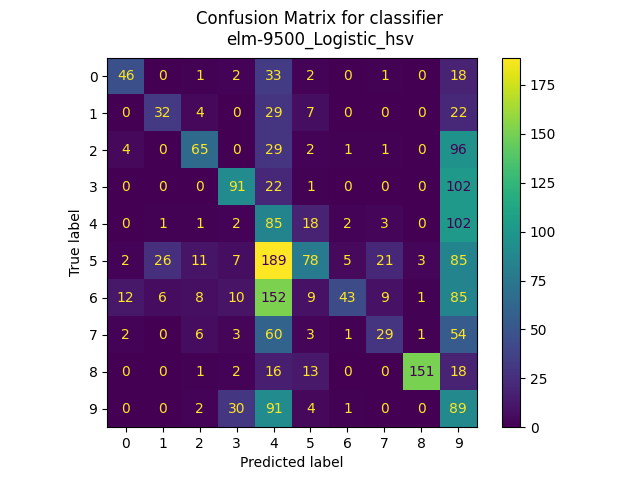 Confusion Matrix for classifier
elm-9500_Logistic_hsv
0 46 0 1 2 33 2 0 1 0 18
1 0 32 4 0 29 7 0 0 0 22
2 4 0 65 0 29 2 1 1 0 96
3 0 0 0 91 22 1 0 0 0 102
4 0 1 1 2 85 18 2 3 0 102
5 2 26 11 7 189 78 5 21 3 85
6 12 6 8 10 152 9 43 9 1 85
7 2 0 6 3 60 3 1 29 1 54
8 0 0 1 2 16 13 0 0 151 18
9 0 0 2 30 91 4 1 0 0 89
0 1 2 3 4 5 6 7 8 9
True label
Predicted label
175
150
125
100
75
50
25
0